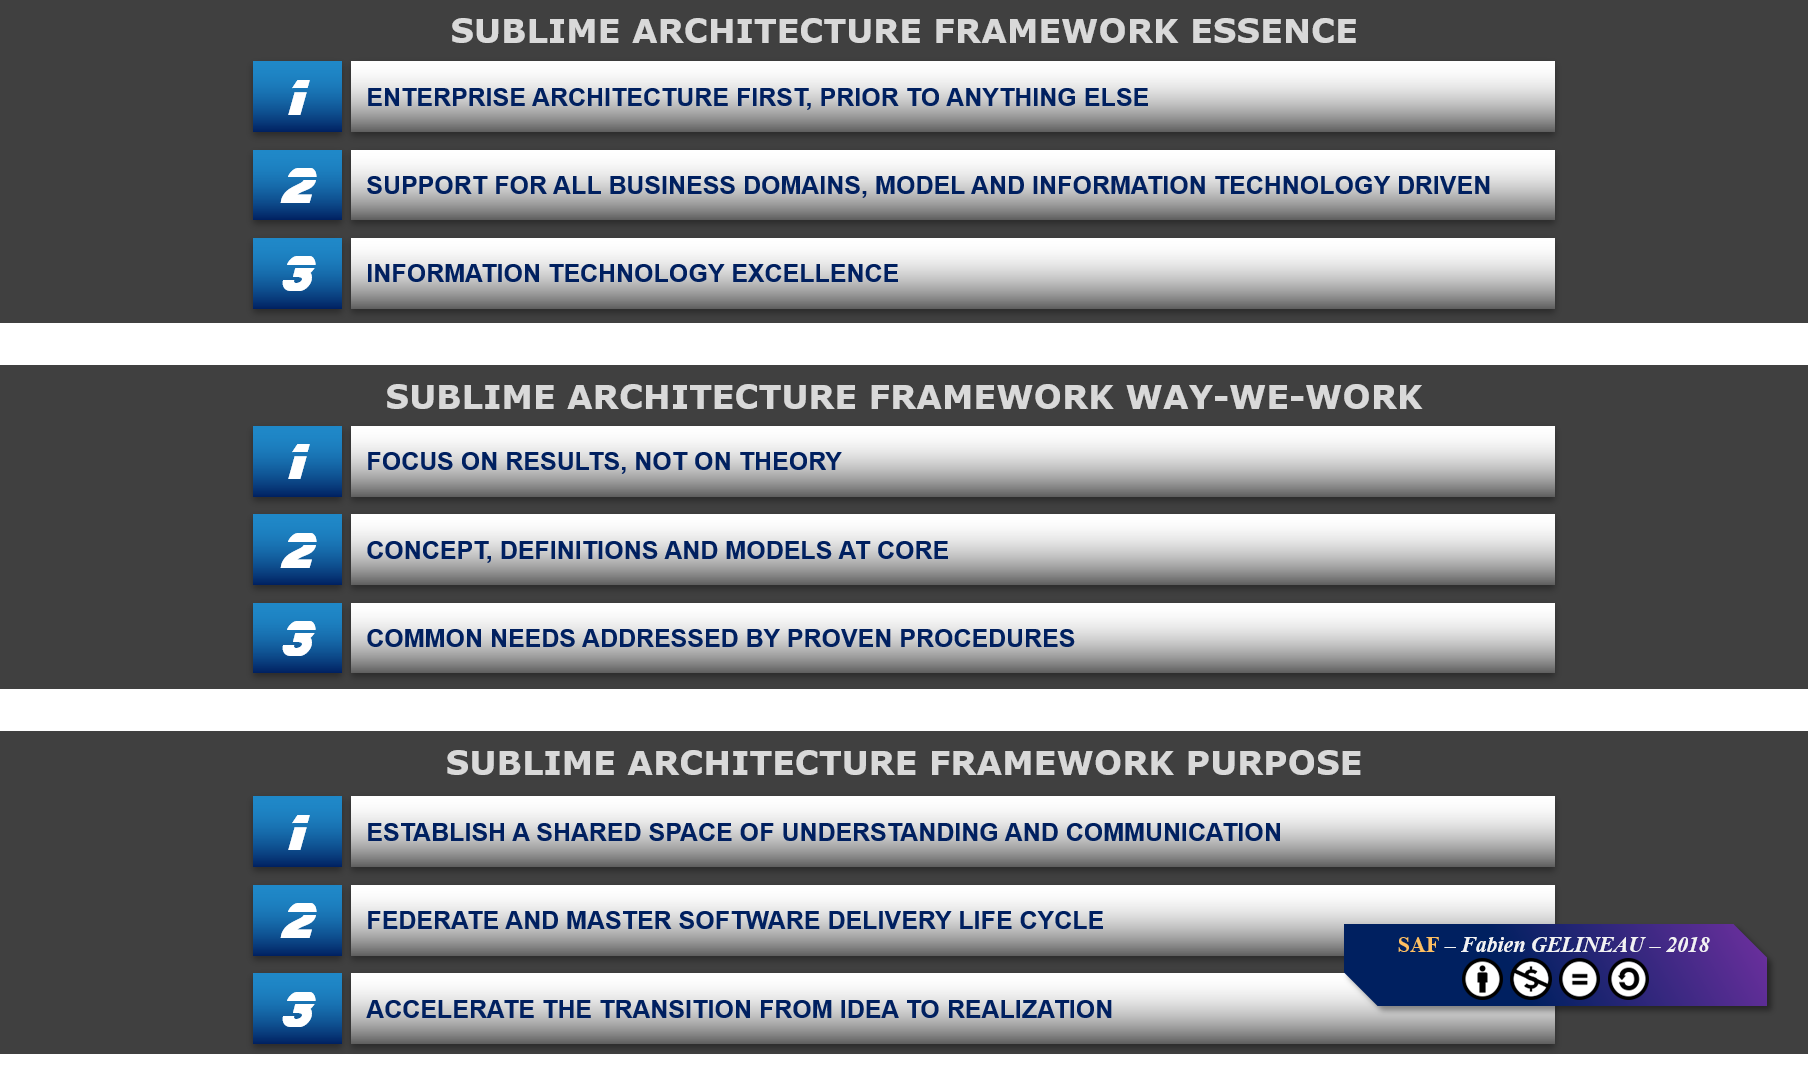 SUBLIME ARCHITECTURE FRAMEWORK ESSENCE
1
ENTERPRISE ARCHITECTURE FIRST, PRIOR TO ANYTHING ELSE
2
SUPPORT FOR ALL BUSINESS DOMAINS, MODEL AND INFORMATION TECHNOLOGY DRIVEN
3
INFORMATION TECHNOLOGY EXCELLENCE
SUBLIME ARCHITECTURE FRAMEWORK WAY-WE-WORK
1
FOCUS ON RESULTS, NOT ON THEORY
2
CONCEPT, DEFINITIONS AND MODELS AT CORE
3
COMMON NEEDS ADDRESSED BY PROVEN PROCEDURES
SUBLIME ARCHITECTURE FRAMEWORK PURPOSE
1
ESTABLISH A SHARED SPACE OF UNDERSTANDING AND COMMUNICATION
2
FEDERATE AND MASTER SOFTWARE DELIVERY LIFE CYCLE
3
ACCELERATE THE TRANSITION FROM IDEA TO REALIZATION
SAF – Fabien GELINEAU – 2018